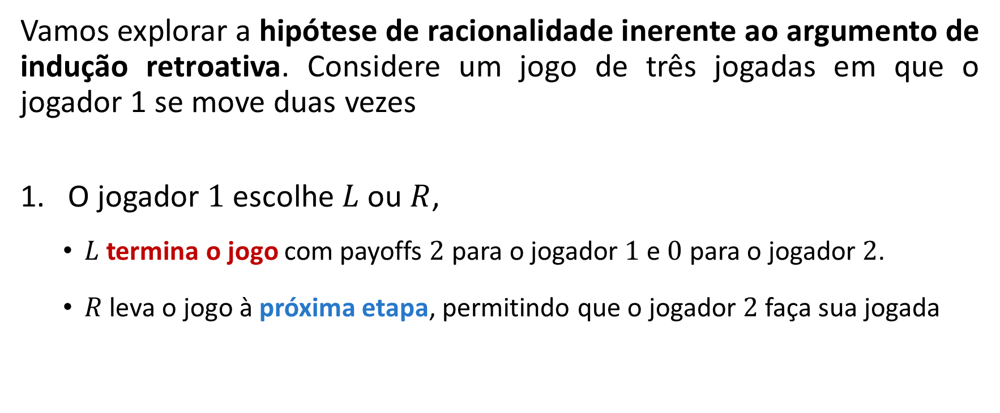 Vamos explorar a hipótese de racionalidade inerente ao argumento de
indução retroativa. Considere um jogo de três jogadas em que o
jogador 1 se move duas vezes
1. O jogador 1 escolhe L ou R,
• L termina o jogo com payoffs 2 para o jogador 1 e 0 para o jogador 2.
• R leva o jogo à próxima etapa, permitindo que o jogador 2 faça sua jogada